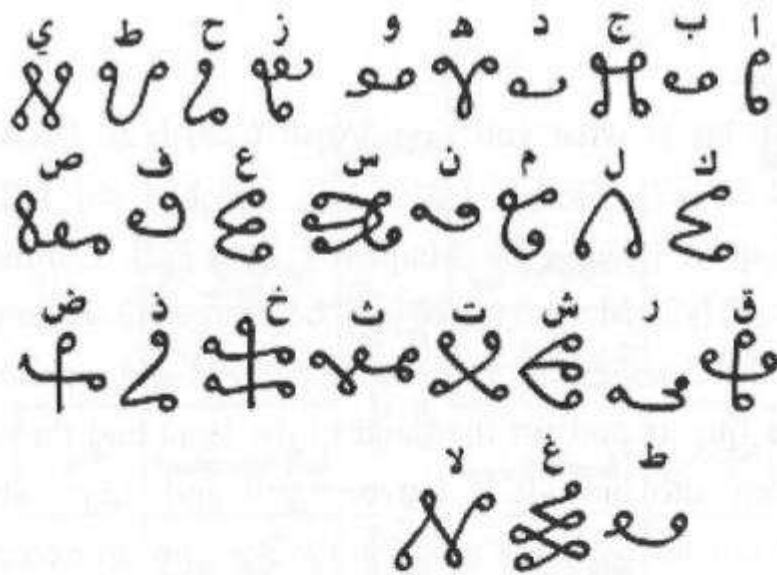 ا ب ج د ه و ز ح ط ي
ك ل م ن س ع ف ص
ق ر ش ت ث خ ذ ض
ط غ لا